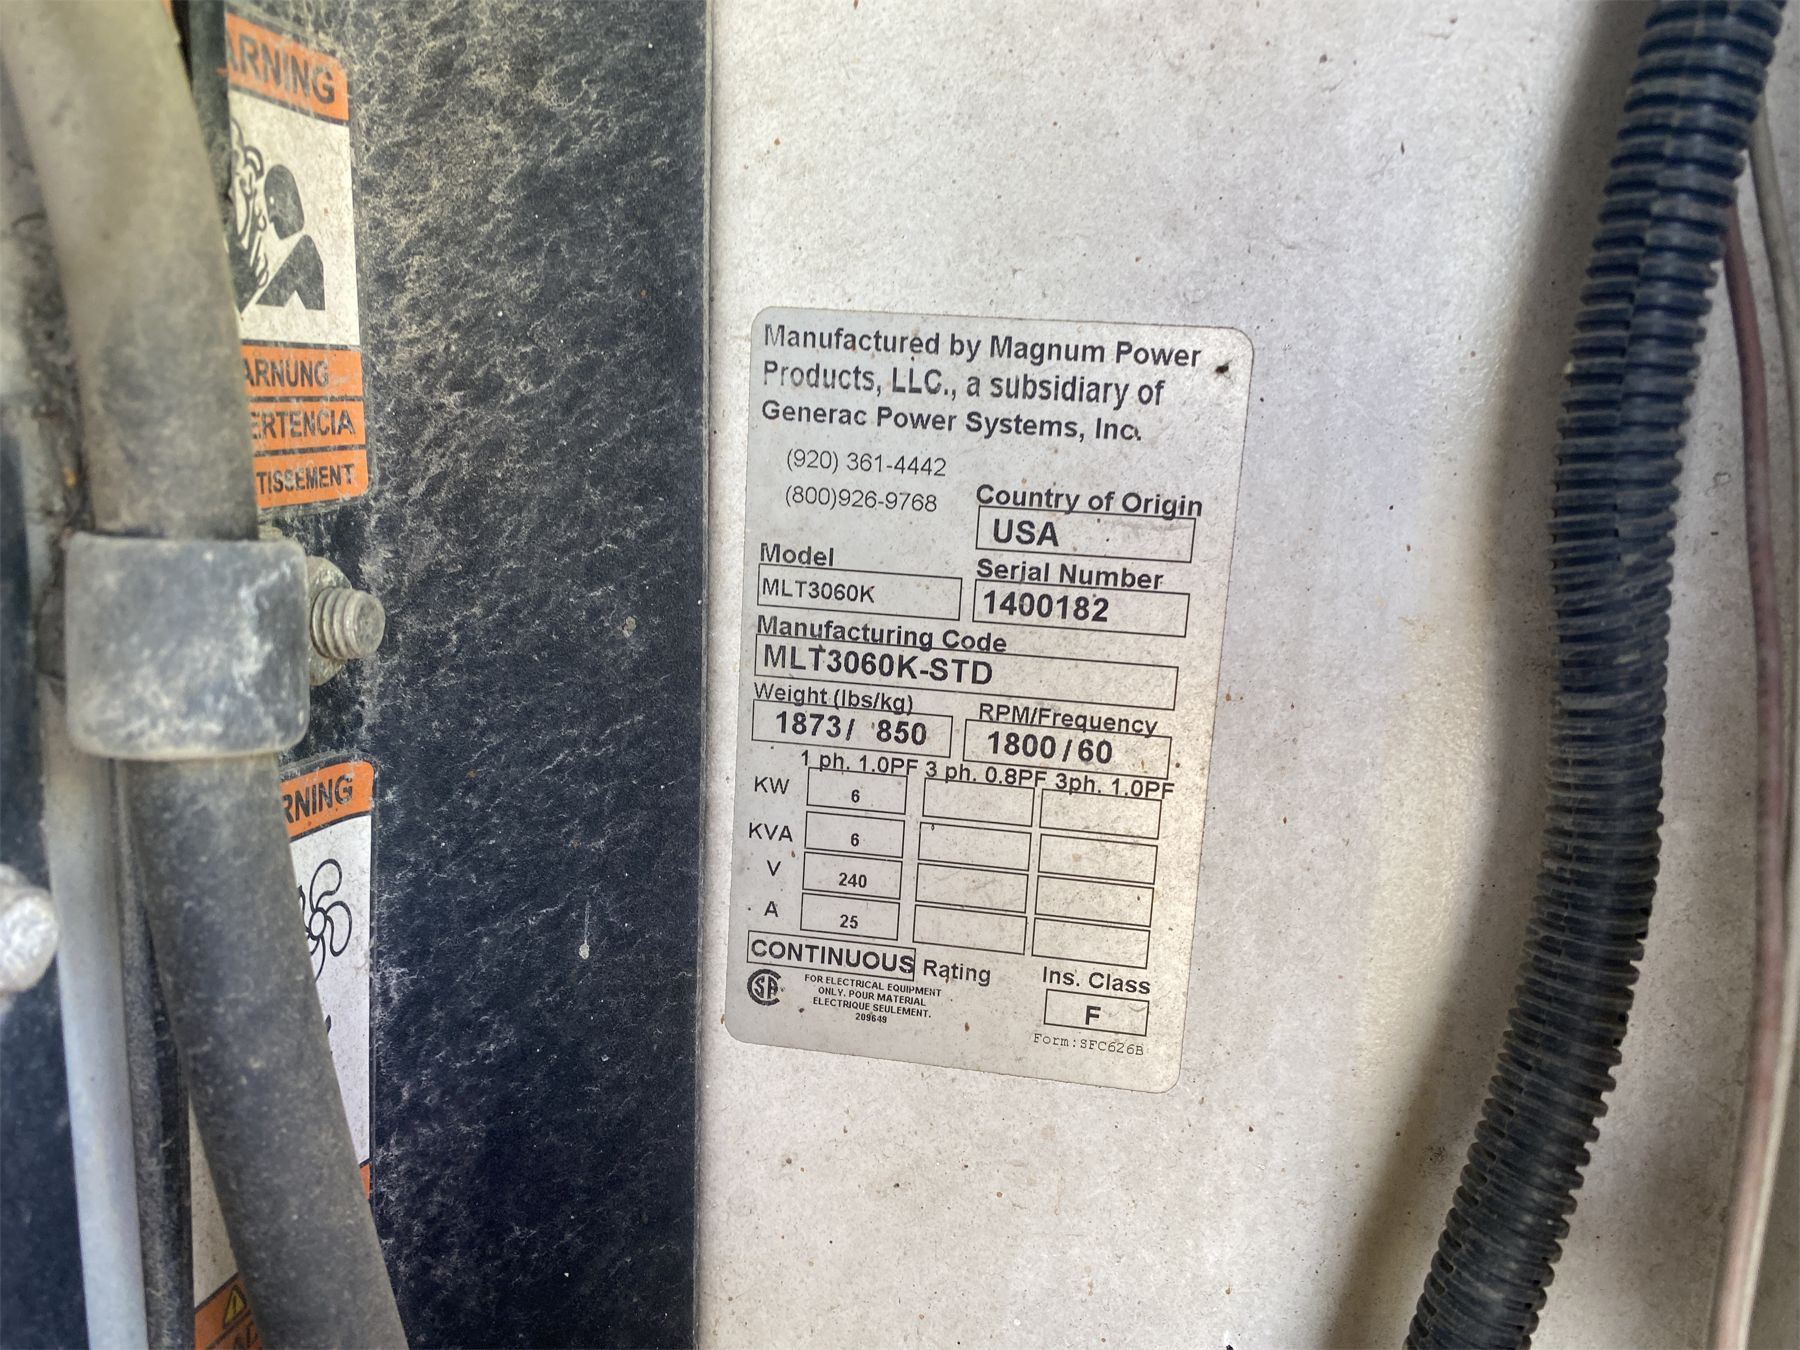 ARNING
ARNUNG
ERTENCIA
TISSEMENT
RNING
Manufactured by Magnum Power
Products, LLC., a subsidiary of
Generac Power Systems, Inc.
(920) 361-4442
(800)926-9768
Country of Origin
USA
Model
Serial Number
MLT3060K
1400182
Manufacturing Code
MLT3060K-STD
Weight (lbs/kg)
RPM/Frequency
1873/ 850
1800/60
1 ph. 1.0PF 3 ph. 0.8PF 3ph. 1.0PF
KW 6
KVA 6
V 240
A 25
CONTINUOUS Rating
Ins. Class
F
SA
FOR ELECTRICAL EQUIPMENT
ONLY. POUR MATERIAL
ELECTRIQUE SEULEMENT.
209649
Form:SFC626B